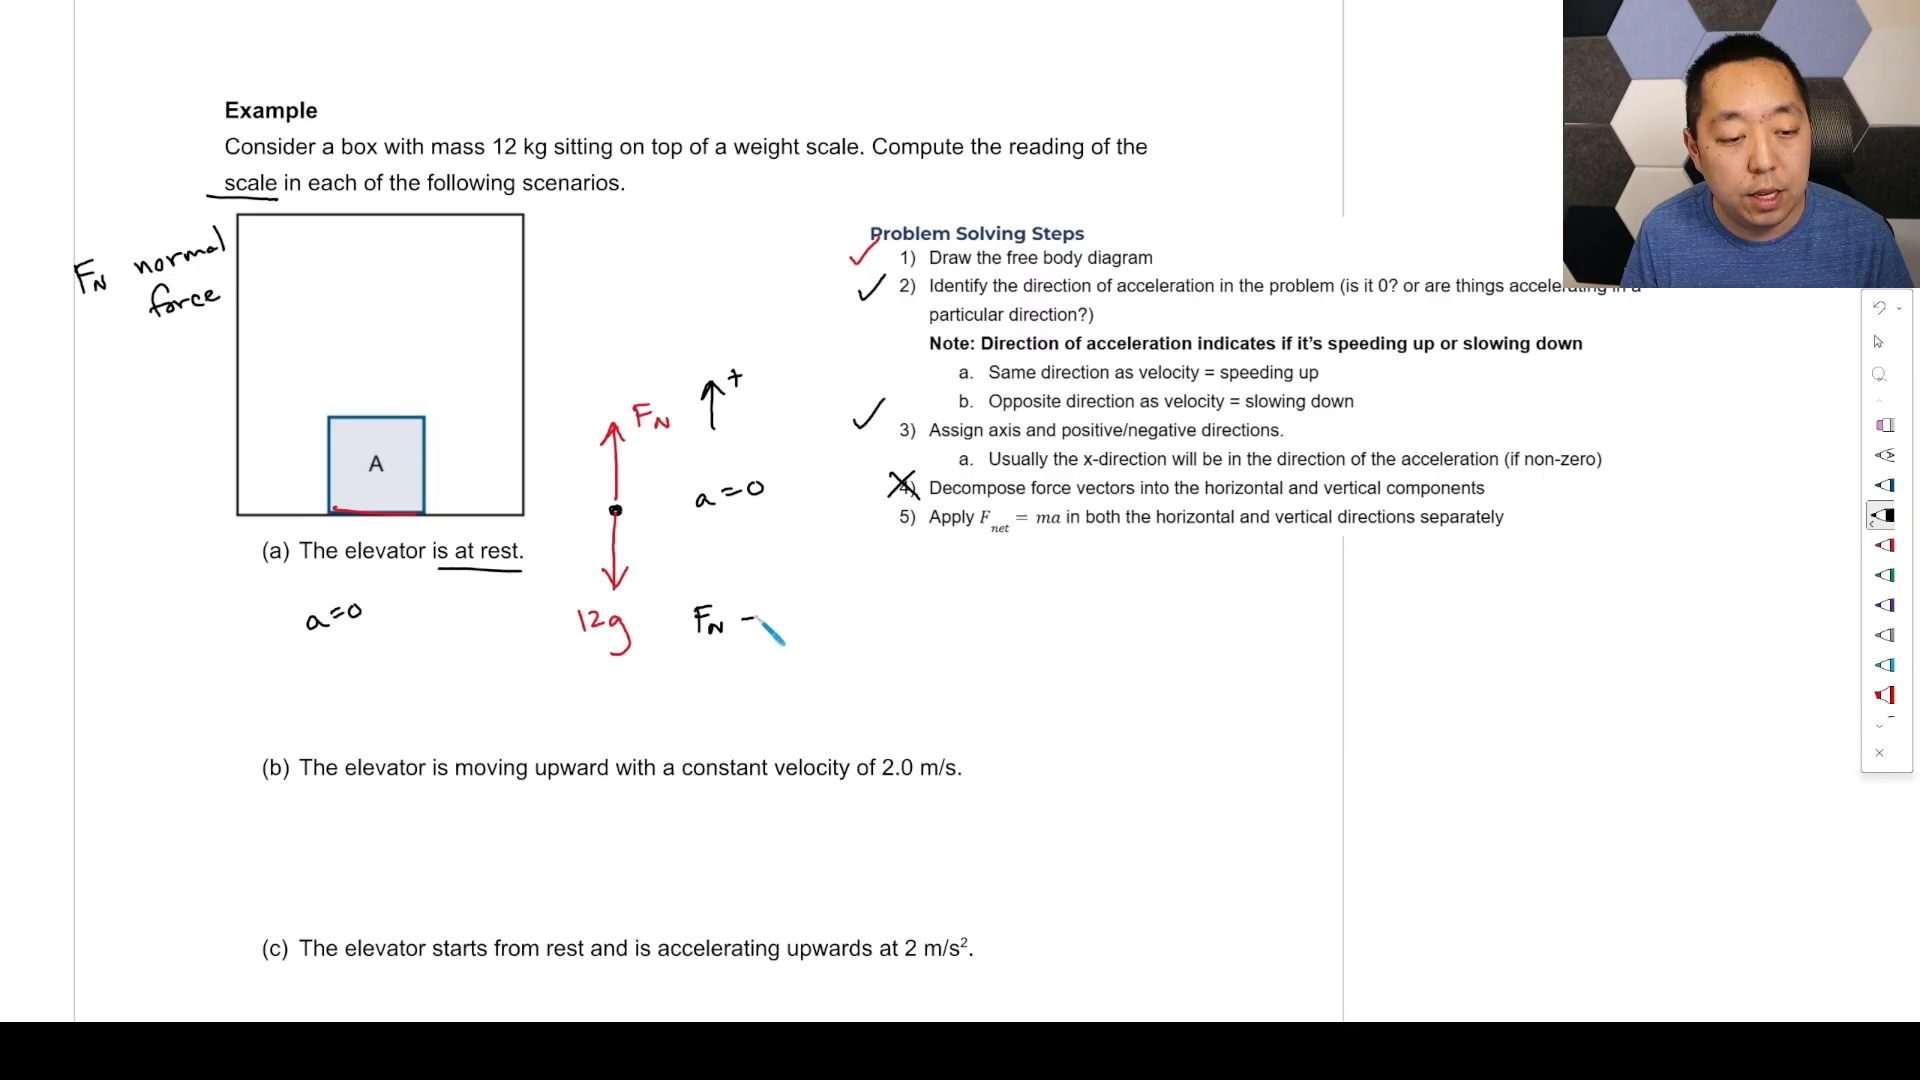 Example
Consider a box with mass 12 kg sitting on top of a weight scale. Compute the reading of the
scale in each of the following scenarios.
F_N normal
force
A
(a) The elevator is at rest.
a=0
F_N
+
a=0
12g
F_N −
Problem Solving Steps
1) Draw the free body diagram
2) Identify the direction of acceleration in the problem (is it 0? or are things accelerating in a
particular direction?)
Note: Direction of acceleration indicates if it's speeding up or slowing down
a. Same direction as velocity = speeding up
b. Opposite direction as velocity = slowing down
3) Assign axis and positive/negative directions.
a. Usually the x-direction will be in the direction of the acceleration (if non-zero)
4) Decompose force vectors into the horizontal and vertical components
5) Apply F_net = ma in both the horizontal and vertical directions separately
(b) The elevator is moving upward with a constant velocity of 2.0 m/s.
(c) The elevator starts from rest and is accelerating upwards at 2 m/s².